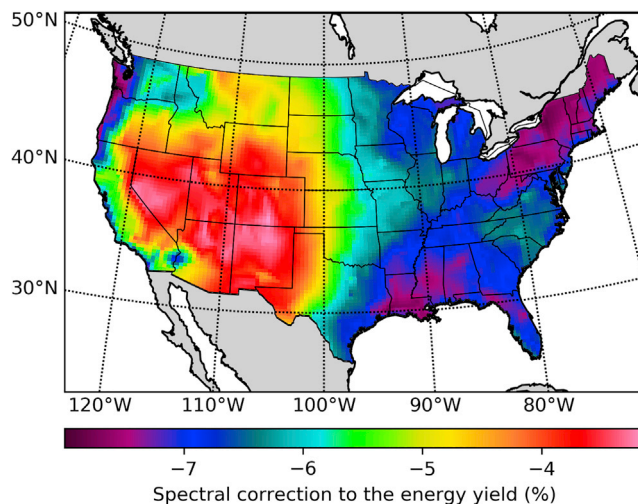 50°N
40°N
30°N
120°W 110°W 100°W 90°W 80°W
−7 −6 −5 −4
Spectral correction to the energy yield (%)